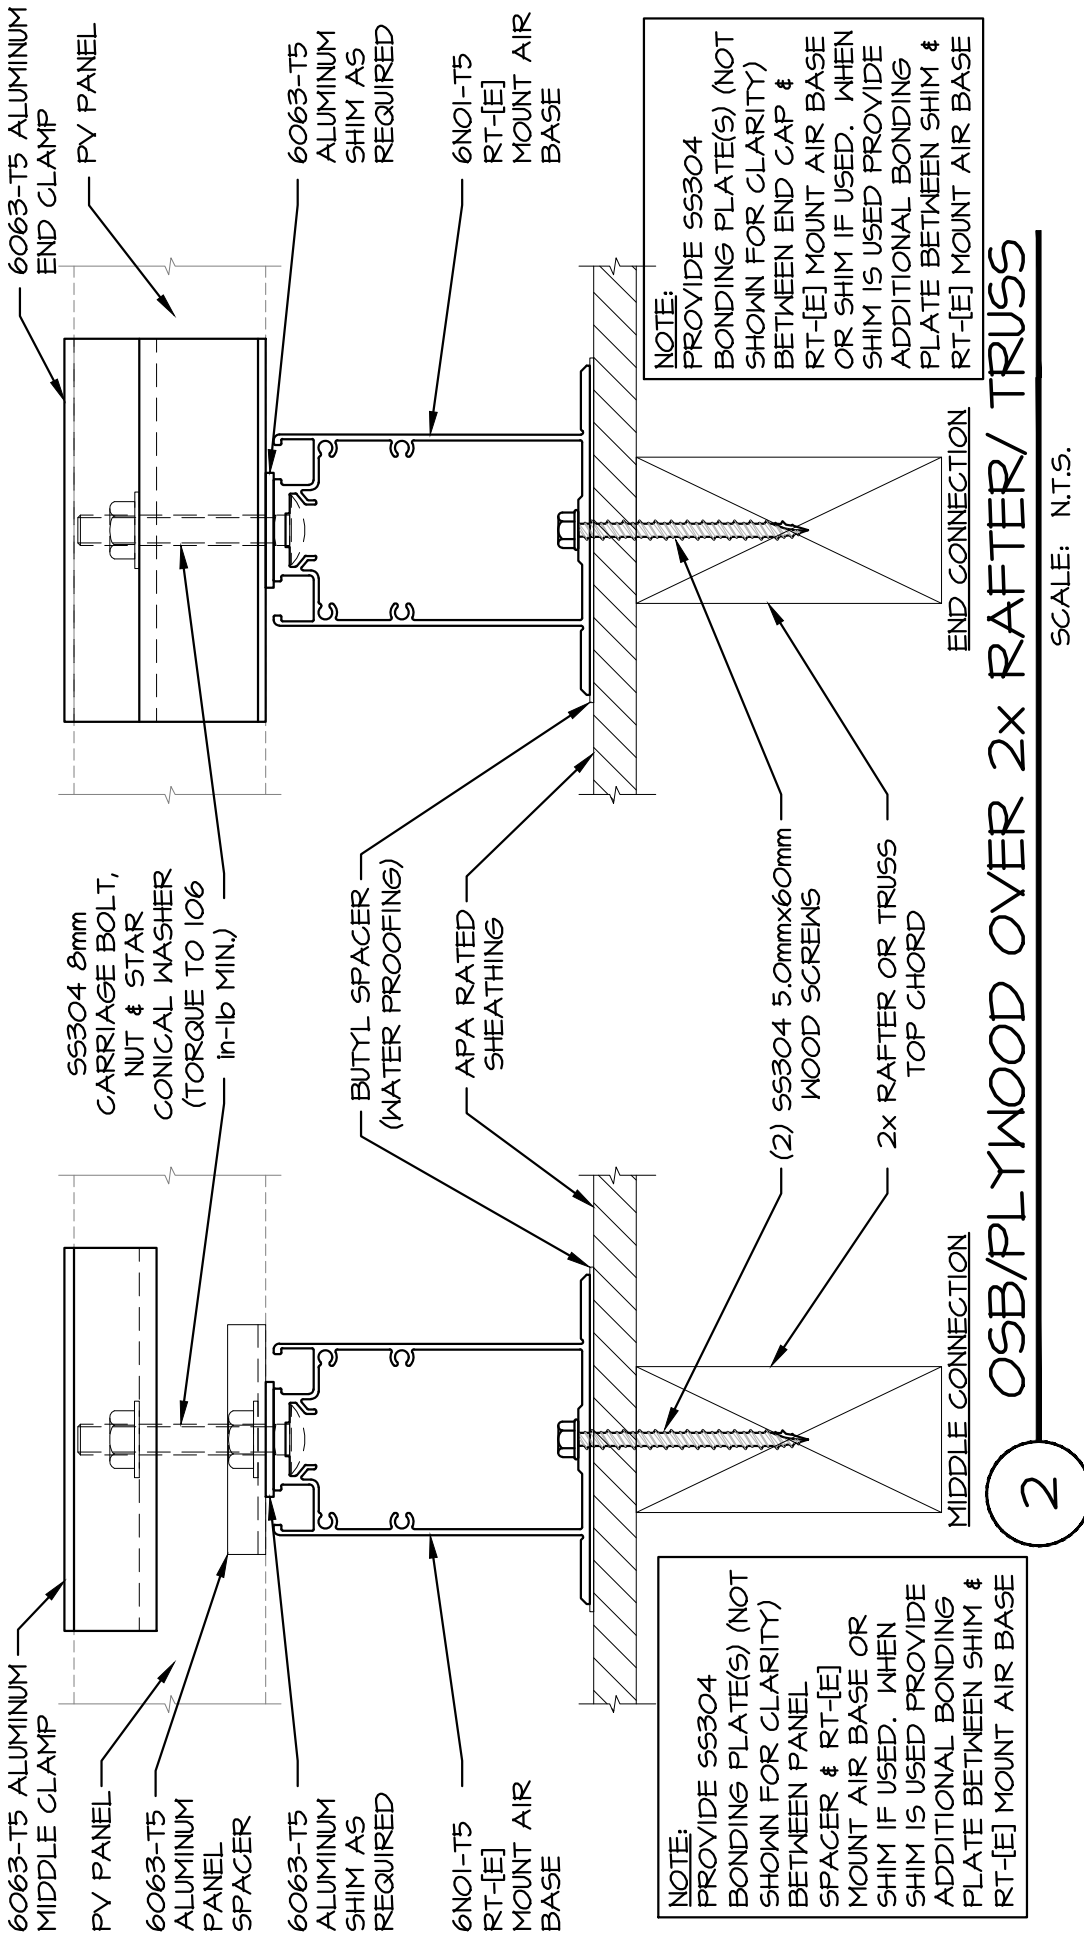 6063-T5 ALUMINUM
MIDDLE CLAMP
PV PANEL
6063-T5
ALUMINUM
PANEL
SPACER
6063-T5
ALUMINUM
SHIM AS
REQUIRED
6N01-T5
RT-[E]
MOUNT AIR
BASE
NOTE:
PROVIDE SS304
BONDING PLATE(S) (NOT
SHOWN FOR CLARITY)
BETWEEN PANEL
SPACER & RT-[E]
MOUNT AIR BASE OR
SHIM IF USED. WHEN
SHIM IS USED PROVIDE
ADDITIONAL BONDING
PLATE BETWEEN SHIM &
RT-[E] MOUNT AIR BASE
SS304 8mm
CARRIAGE BOLT,
NUT & STAR
CONICAL WASHER
(TORQUE TO 106
in-lb MIN.)
BUTYL SPACER
(WATER PROOFING)
APA RATED
SHEATHING
(2) SS304 5.0mmx60mm
WOOD SCREWS
2x RAFTER OR TRUSS
TOP CHORD
6063-T5 ALUMINUM
END CLAMP
PV PANEL
6063-T5
ALUMINUM
SHIM AS
REQUIRED
6N01-T5
RT-[E]
MOUNT AIR
BASE
NOTE:
PROVIDE SS304
BONDING PLATE(S) (NOT
SHOWN FOR CLARITY)
BETWEEN END CAP &
RT-[E] MOUNT AIR BASE
OR SHIM IF USED. WHEN
SHIM IS USED PROVIDE
ADDITIONAL BONDING
PLATE BETWEEN SHIM &
RT-[E] MOUNT AIR BASE
MIDDLE CONNECTION
END CONNECTION
2
OSB/PLYWOOD OVER 2x RAFTER/ TRUSS
SCALE: N.T.S.